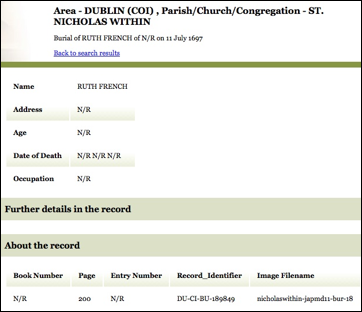 Area - DUBLIN (COI) , Parish/Church/Congregation - ST.
NICHOLAS WITHIN
Burial of RUTH FRENCH of N/R on 11 July 1697
Back to search results
Name RUTH FRENCH
Address N/R
Age N/R
Date of Death N/R N/R N/R
Occupation N/R
Further details in the record
About the record
Book Number Page Entry Number Record_Identifier Image Filename
N/R 200 N/R DU-CI-BU-189849 nicholaswithin-japmd11-bur-18